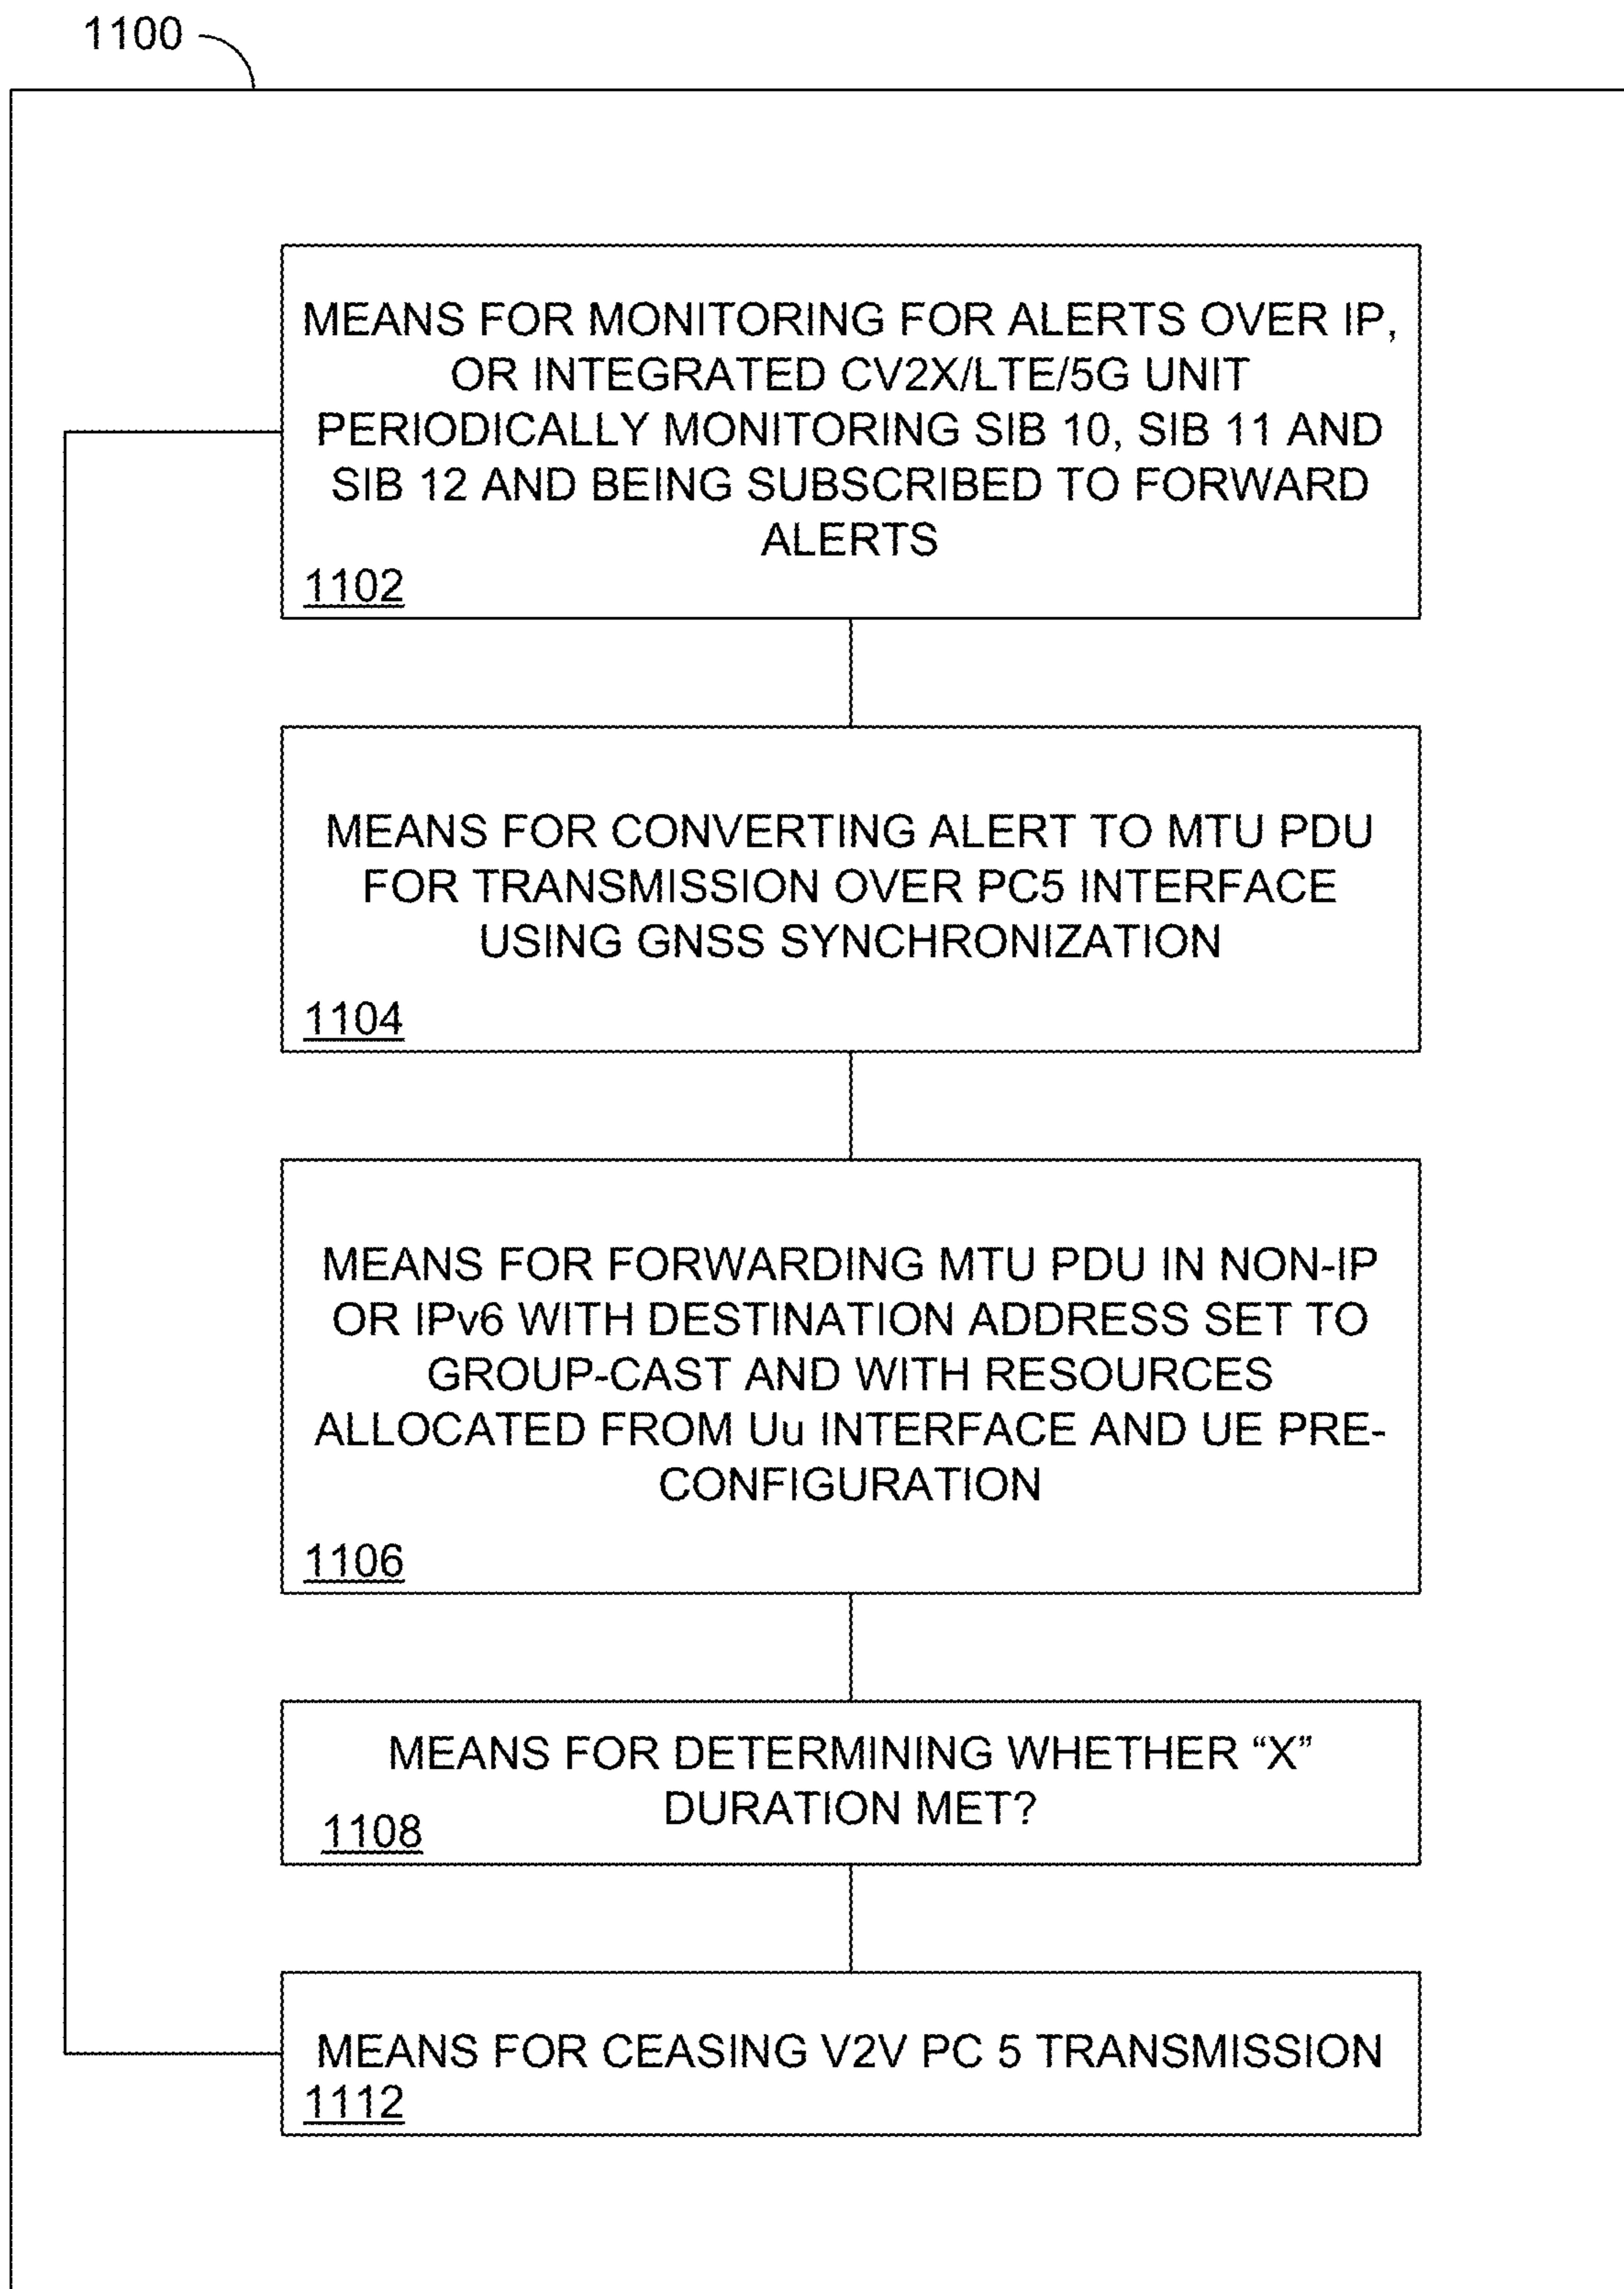 1100
MEANS FOR MONITORING FOR ALERTS OVER IP,
OR INTEGRATED CV2X/LTE/5G UNIT
PERIODICALLY MONITORING SIB 10, SIB 11 AND
SIB 12 AND BEING SUBSCRIBED TO FORWARD
ALERTS
1102
MEANS FOR CONVERTING ALERT TO MTU PDU
FOR TRANSMISSION OVER PC5 INTERFACE
USING GNSS SYNCHRONIZATION
1104
MEANS FOR FORWARDING MTU PDU IN NON-IP
OR IPv6 WITH DESTINATION ADDRESS SET TO
GROUP-CAST AND WITH RESOURCES
ALLOCATED FROM Uu INTERFACE AND UE PRE-
CONFIGURATION
1106
MEANS FOR DETERMINING WHETHER “X”
DURATION MET?
1108
MEANS FOR CEASING V2V PC 5 TRANSMISSION
1112